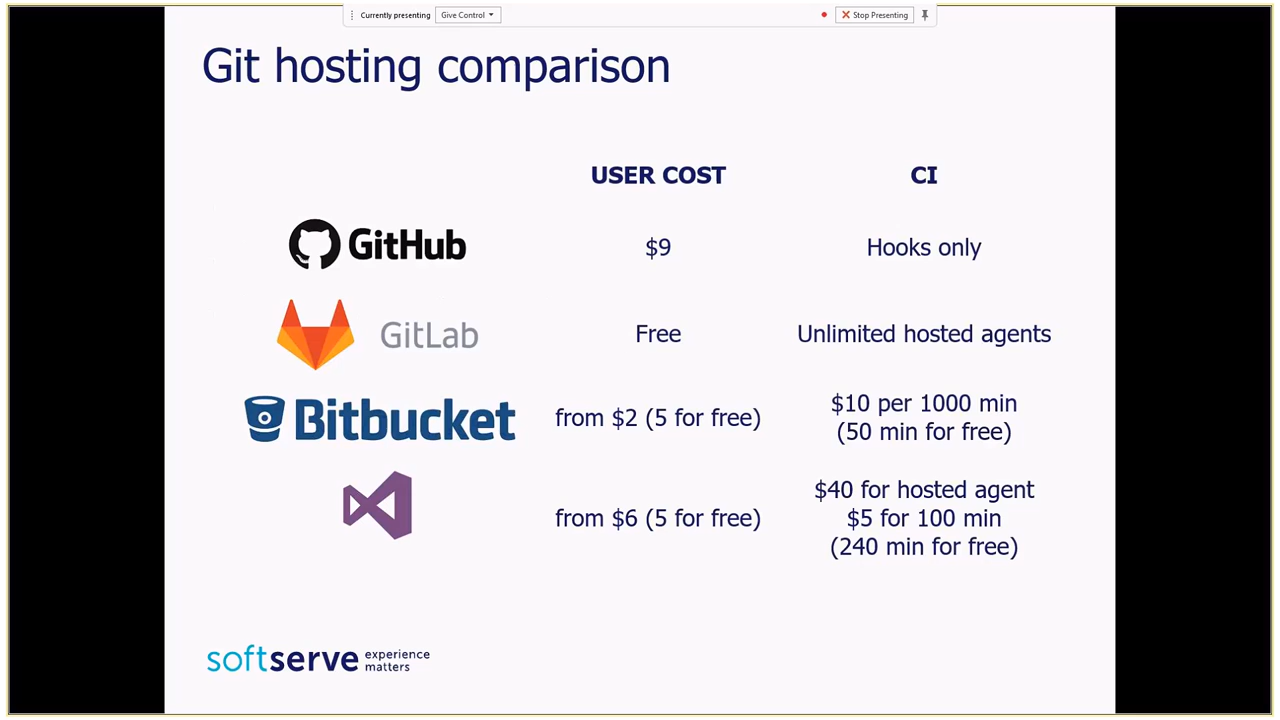 Currently presenting Give Control Stop Presenting
Git hosting comparison
USER COST CI
GitHub $9 Hooks only
GitLab Free Unlimited hosted agents
Bitbucket from $2 (5 for free) $10 per 1000 min
(50 min for free)
from $6 (5 for free) $40 for hosted agent
$5 for 100 min
(240 min for free)
softserve experience
matters